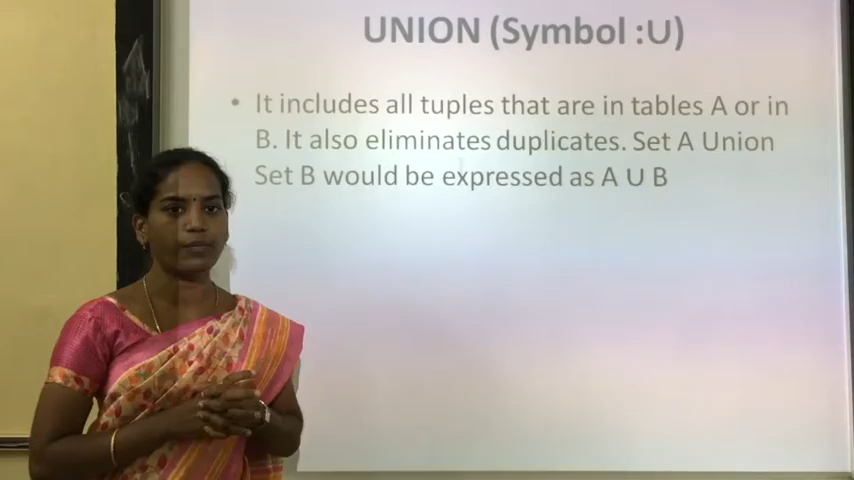 UNION (Symbol :∪)
• It includes all tuples that are in tables A or in
B. It also eliminates duplicates. Set A Union
Set B would be expressed as A U B